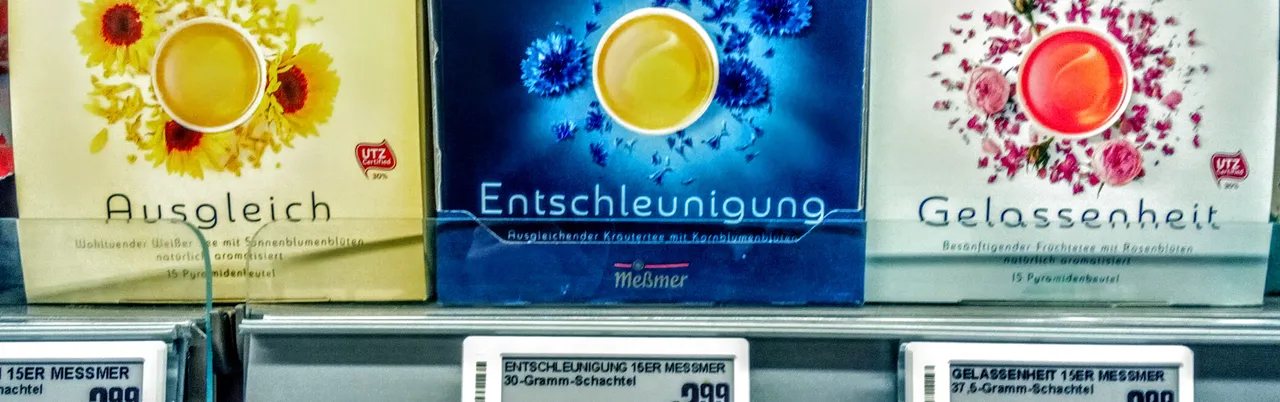 UTZ
Certified
30%
Ausgleich
Wohltuender Weißer Tee mit Sonnenblumenblüten
natürlich aromatisiert
15 Pyramidenbeutel
Entschleunigung
Ausgleichender Kräutertee mit Kornblumenblüten
Meßmer
UTZ
Certified
Gelassenheit
Besänftigender Früchtetee mit Rosenblüten
natürlich aromatisiert
15 Pyramidenbeutel
15ER MESSMER
ENTSCHLEUNIGUNG 15ER MESSMER
30-Gramm-Schachtel
GELASSENHEIT 15ER MESSMER
37,5-Gramm-Schachtel